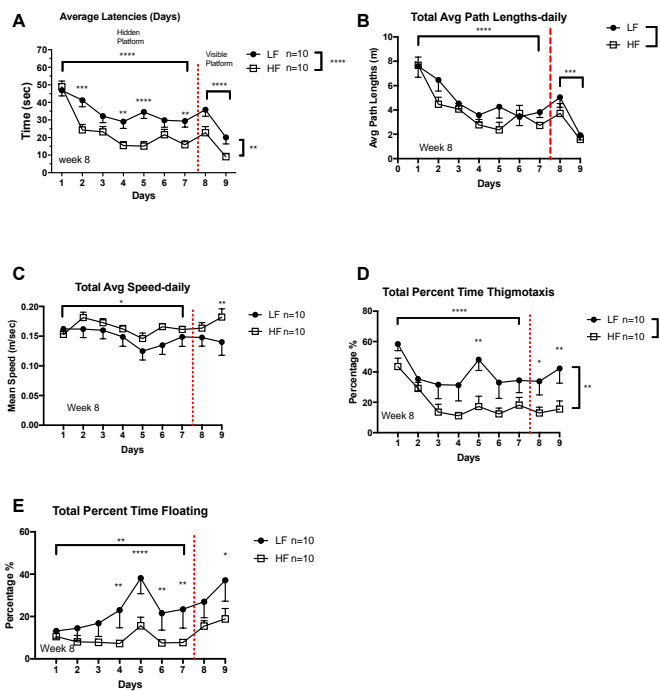 A
Average Latencies (Days)
Hidden
Platform
Visible
Platform
LF n=10
HF n=10
****
****
***
**
****
**
****
**
Time (sec)
70
60
50
40
30
20
10
0
week 8
1 2 3 4 5 6 7 8 9
Days
B
Total Avg Path Lengths-daily
LF
HF
****
***
Avg Path Lengths (m)
10
8
6
4
2
0
Week 8
0 1 2 3 4 5 6 7 8 9
Days
C
Total Avg Speed-daily
LF n=10
HF n=10
*
**
Mean Speed (m/sec)
0.20
0.15
0.10
0.05
0.00
Week 8
1 2 3 4 5 6 7 8 9
Days
D
Total Percent Time Thigmotaxis
LF n=10
HF n=10
****
**
*
**
**
Percentage %
80
60
40
20
0
Week 8
1 2 3 4 5 6 7 8 9
Days
E
Total Percent Time Floating
LF n=10
HF n=10
**
****
**
**
**
*
Percentage %
60
40
20
0
Week 8
1 2 3 4 5 6 7 8 9
Days